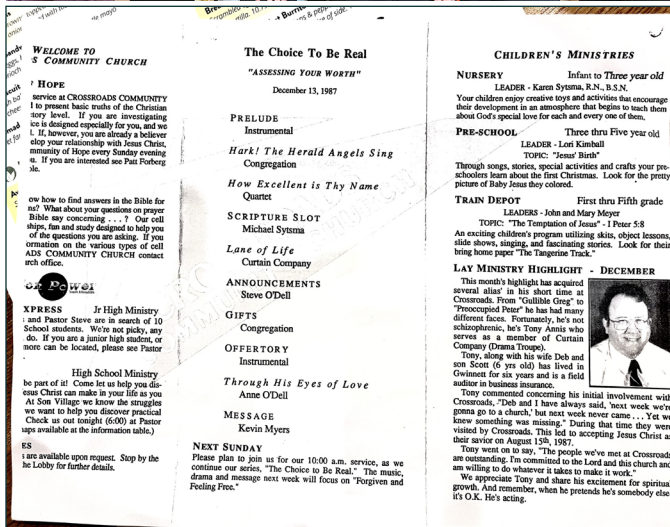 WELCOME TO
S COMMUNITY CHURCH
HOPE
service at CROSSROADS COMMUNITY
l to present basic truths of the Christian
tory level. If you are investigating
ice is designed especially for you, and we
l. If, however, you are already a believer
elop your relationship with Jesus Christ,
mmunity of Hope every Sunday evening
u. If you are interested see Patt Forberg
ow how to find answers in the Bible for
ns? What about your questions on prayer
Bible say concerning . . . ? Our cell
ships, fun and study designed to help you
of the questions you are asking. If you
ormation on the various types of cell
ADS COMMUNITY CHURCH contact
rch office.
XPRESS Jr High Ministry
and Pastor Steve are in search of 10
School students. We're not picky, any
do. If you are a junior high student, or
more can be located, please see Pastor
High School Ministry
be part of it! Come let us help you dis-
esus Christ can make in your life as you
At Son Village we know the struggles
we want to help you discover practical
Check us out tonight (6:00) at Pastor
aps available at the information table.)
ES
are available upon request. Stop by the
he Lobby for further details.
The Choice To Be Real
"ASSESSING YOUR WORTH"
December 13, 1987
PRELUDE
Instrumental
Hark! The Herald Angels Sing
Congregation
How Excellent is Thy Name
Quartet
SCRIPTURE SLOT
Michael Sytsma
Lane of Life
Curtain Company
ANNOUNCEMENTS
Steve O'Dell
GIFTS
Congregation
OFFERTORY
Instrumental
Through His Eyes of Love
Anne O'Dell
MESSAGE
Kevin Myers
NEXT SUNDAY
Please plan to join us for our 10:00 a.m. service, as we
continue our series, "The Choice to Be Real." The music,
drama and message next week will focus on "Forgiven and
Feeling Free."
CHILDREN'S MINISTRIES
NURSERY Infant to Three year old
LEADER - Karen Sytsma, R.N., B.S.N.
Your children enjoy creative toys and activities that encourage
their development in an atmosphere that begins to teach them
about God's special love for each and every one of them.
PRE-SCHOOL Three thru Five year old
LEADER - Lori Kimball
TOPIC: "Jesus' Birth"
Through songs, stories, special activities and crafts your pre-
schoolers learn about the first Christmas. Look for the pretty
picture of Baby Jesus they colored.
TRAIN DEPOT First thru Fifth grade
LEADERS - John and Mary Meyer
TOPIC: "The Temptation of Jesus" - I Peter 5:8
An exciting children's program utilizing skits, object lessons,
slide shows, singing, and fascinating stories. Look for their
bring home paper "The Tangerine Track."
LAY MINISTRY HIGHLIGHT - DECEMBER
This month's highlight has acquired
several alias' in his short time at
Crossroads. From "Gullible Greg" to
"Preoccupied Peter" he has had many
different faces. Fortunately, he's not
schizophrenic, he's Tony Annis who
serves as a member of Curtain
Company (Drama Troupe).
Tony, along with his wife Deb and
son Scott (6 yrs old) has lived in
Gwinnett for six years and is a field
auditor in business insurance.
Tony commented concerning his initial involvement with
Crossroads, -"Deb and I have always said, 'next week we're
gonna go to a church,' but next week never came . . . Yet we
knew something was missing." During that time they were
visited by Crossroads. This led to accepting Jesus Christ as
their savior on August 15th, 1987.
Tony went on to say, "The people we've met at Crossroads
are outstanding. I'm committed to the Lord and this church and
am willing to do whatever it takes to make it work."
We appreciate Tony and share his excitement for spiritual
growth. And remember, when he pretends he's somebody else
it's O.K. He's acting.